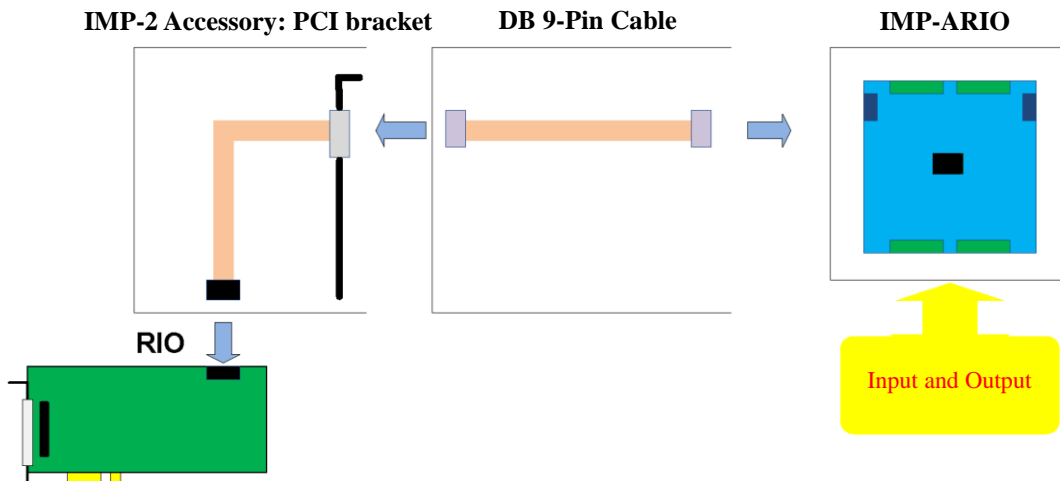 IMP-2 Accessory: PCI bracket
DB 9-Pin Cable
IMP-ARIO
RIO
Input and Output